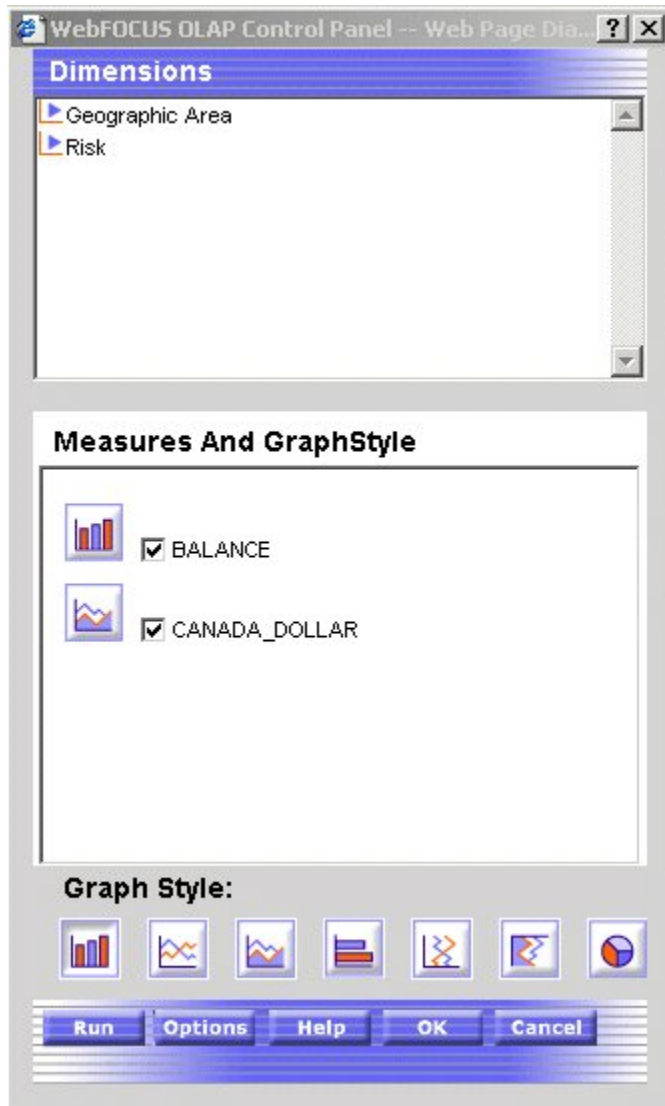 WebFOCUS OLAP Control Panel -- Web Page Dia...
Dimensions
Geographic Area
Risk
Measures And GraphStyle
BALANCE
CANADA_DOLLAR
Graph Style:
Run Options Help OK Cancel